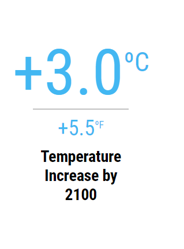 +3.0°C
+5.5°F
Temperature
Increase by
2100